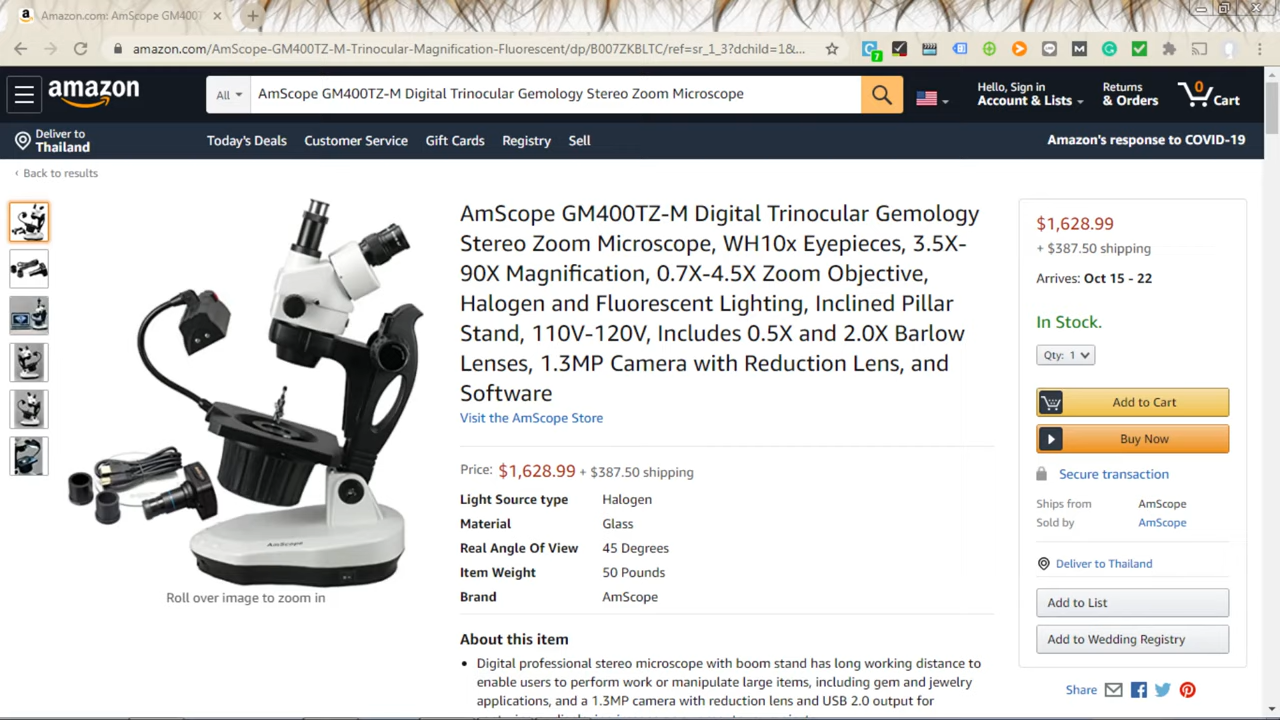 Amazon.com: AmScope GM400T
amazon.com/AmScope-GM400TZ-M-Trinocular-Magnification-Fluorescent/dp/B007ZKBLTC/ref=sr_1_3?dchild=1&...
7
amazon
All
AmScope GM400TZ-M Digital Trinocular Gemology Stereo Zoom Microscope
Hello, Sign in
Account & Lists
Returns
& Orders
0
Cart
Deliver to
Thailand
Today's Deals
Customer Service
Gift Cards
Registry
Sell
Amazon's response to COVID-19
‹ Back to results
AmScope
Roll over image to zoom in
AmScope GM400TZ-M Digital Trinocular Gemology
Stereo Zoom Microscope, WH10x Eyepieces, 3.5X-
90X Magnification, 0.7X-4.5X Zoom Objective,
Halogen and Fluorescent Lighting, Inclined Pillar
Stand, 110V-120V, Includes 0.5X and 2.0X Barlow
Lenses, 1.3MP Camera with Reduction Lens, and
Software
Visit the AmScope Store
Price: $1,628.99 + $387.50 shipping
Light Source type Halogen
Material Glass
Real Angle Of View 45 Degrees
Item Weight 50 Pounds
Brand AmScope
About this item
• Digital professional stereo microscope with boom stand has long working distance to
enable users to perform work or manipulate large items, including gem and jewelry
applications, and a 1.3MP camera with reduction lens and USB 2.0 output for
$1,628.99
+ $387.50 shipping
Arrives: Oct 15 - 22
In Stock.
Qty: 1
Add to Cart
Buy Now
Secure transaction
Ships from AmScope
Sold by AmScope
Deliver to Thailand
Add to List
Add to Wedding Registry
Share